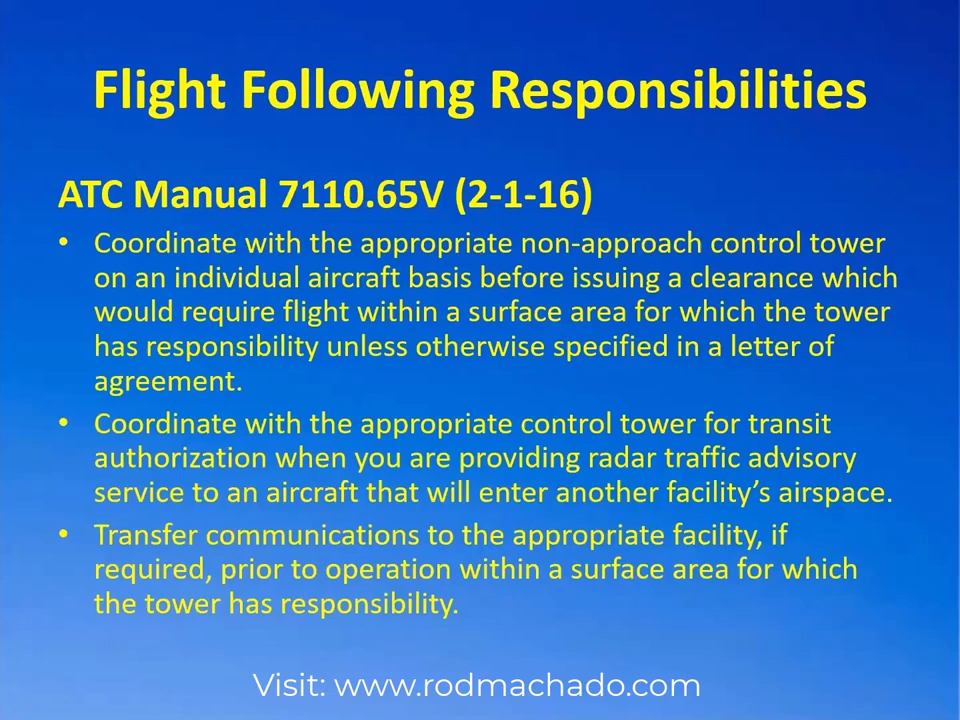 Flight Following Responsibilities
ATC Manual 7110.65V (2-1-16)
• Coordinate with the appropriate non-approach control tower
on an individual aircraft basis before issuing a clearance which
would require flight within a surface area for which the tower
has responsibility unless otherwise specified in a letter of
agreement.
• Coordinate with the appropriate control tower for transit
authorization when you are providing radar traffic advisory
service to an aircraft that will enter another facility’s airspace.
• Transfer communications to the appropriate facility, if
required, prior to operation within a surface area for which
the tower has responsibility.
Visit: www.rodmachado.com